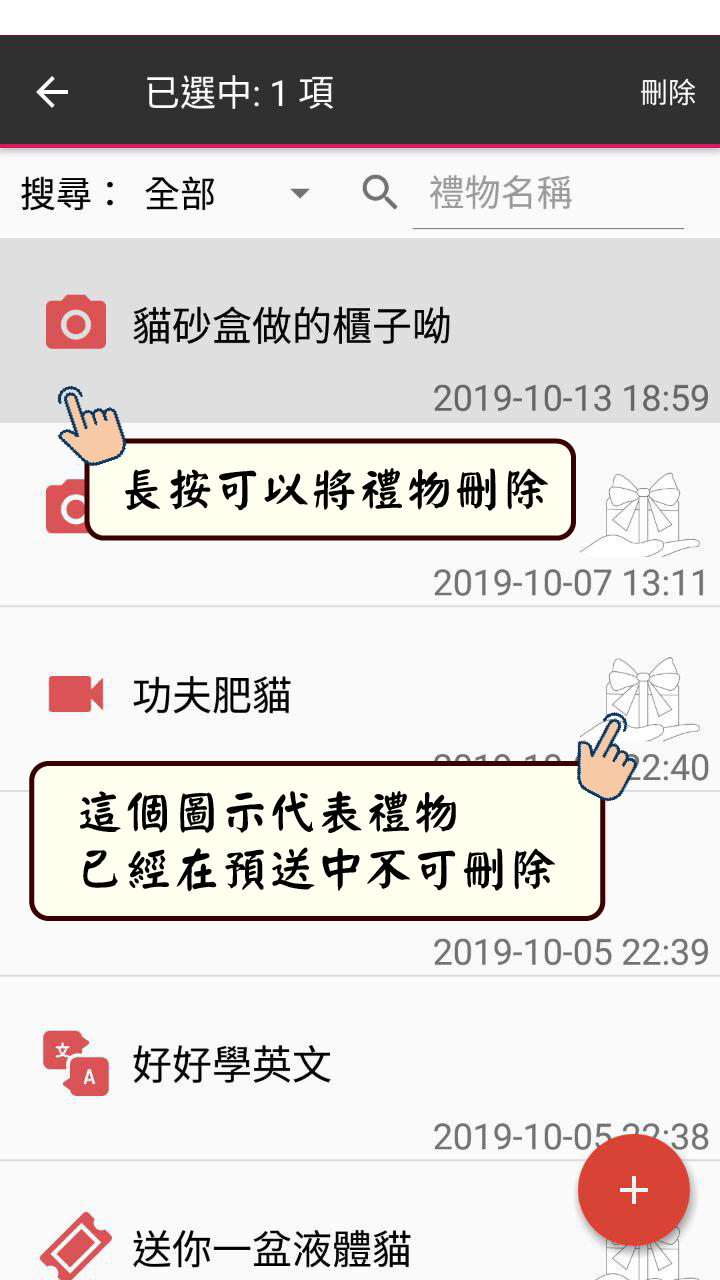 已選中: 1 項
刪除
搜尋： 全部
禮物名稱
貓砂盒做的櫃子呦
2019-10-13 18:59
長按可以將禮物刪除
2019-10-07 13:11
功夫肥貓
22:40
這個圖示代表禮物
已經在預送中不可刪除
2019-10-05 22:39
文
A
好好學英文
2019-10-05 22:38
送你一盆液體貓